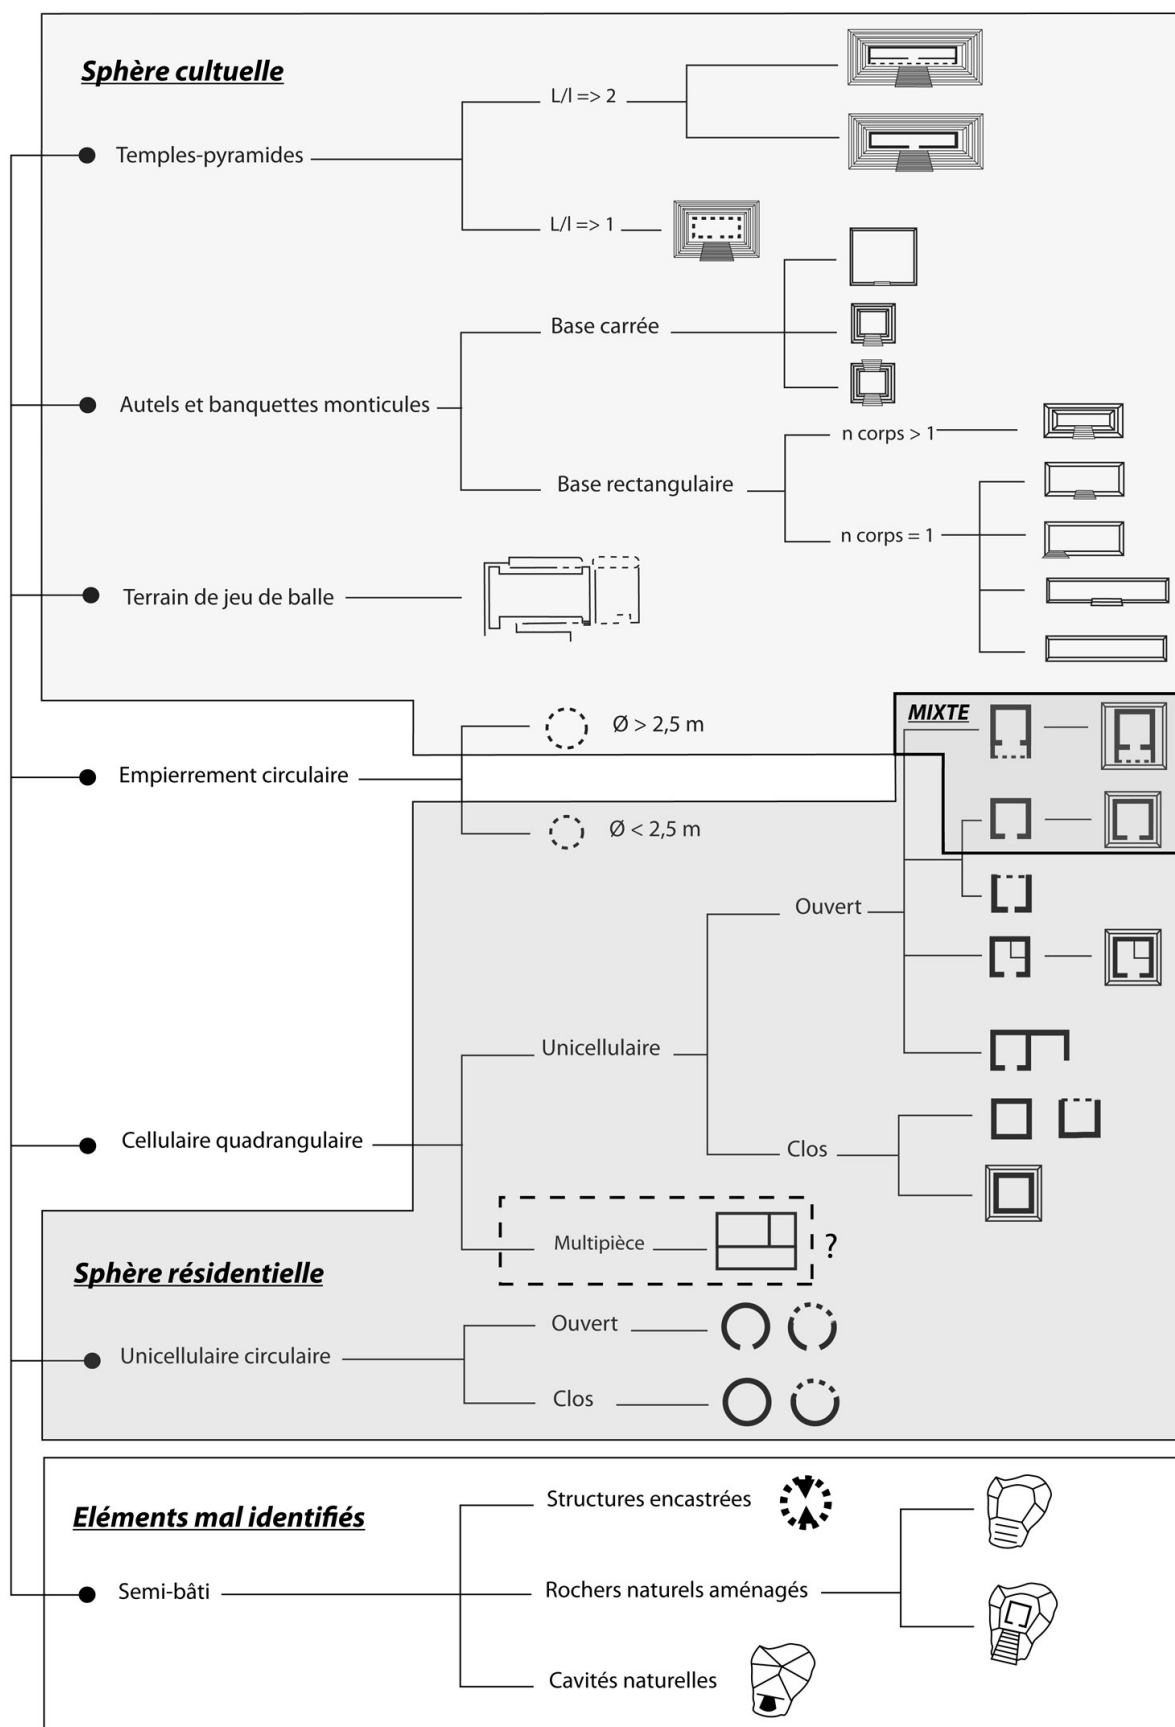 Sphère cultuelle
Temples-pyramides
L/l => 2
L/l => 1
Autels et banquettes monticules
Base carrée
Base rectangulaire
n corps > 1
n corps = 1
Terrain de jeu de balle
Empierrement circulaire
Ø > 2,5 m
Ø < 2,5 m
MIXTE
Cellulaire quadrangulaire
Unicellulaire
Ouvert
Clos
Multipièce
?
Sphère résidentielle
Unicellulaire circulaire
Ouvert
Clos
Eléments mal identifiés
Semi-bâti
Structures encastrées
Rochers naturels aménagés
Cavités naturelles